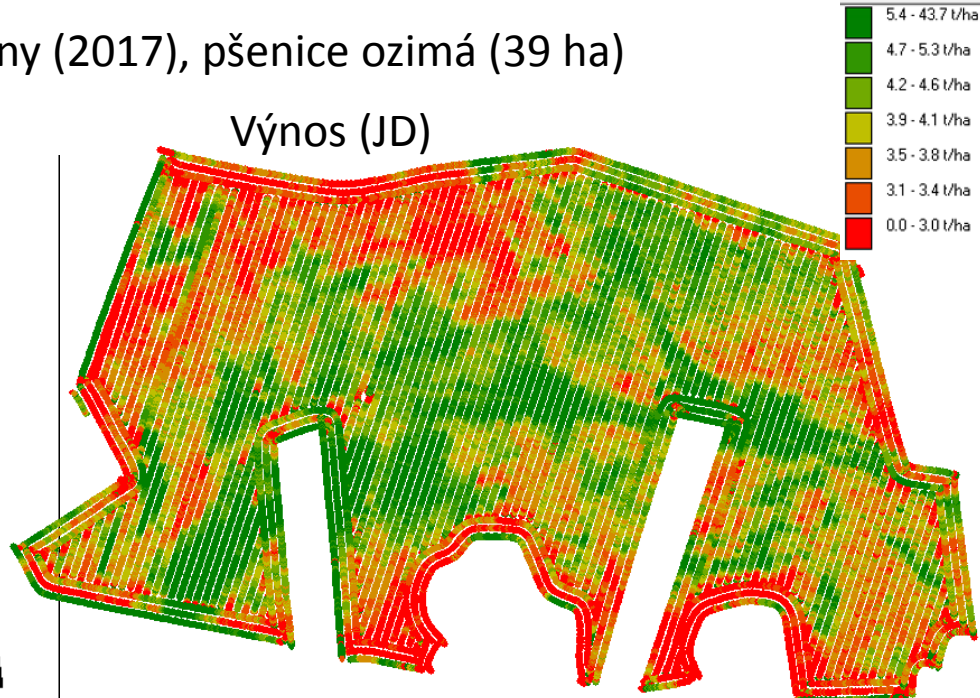 ny (2017), pšenice ozimá (39 ha)
Výnos (JD)
5.4 - 43.7 t/ha
4.7 - 5.3 t/ha
4.2 - 4.6 t/ha
3.9 - 4.1 t/ha
3.5 - 3.8 t/ha
3.1 - 3.4 t/ha
0.0 - 3.0 t/ha